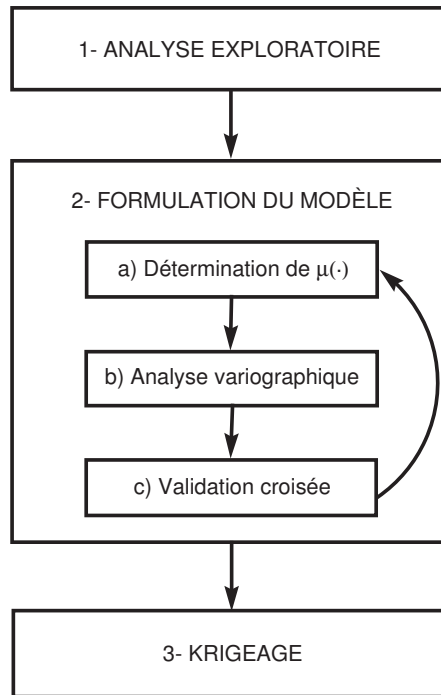 1- ANALYSE EXPLORATOIRE
2- FORMULATION DU MODÈLE
a) Détermination de μ(·)
b) Analyse variographique
c) Validation croisée
3- KRIGEAGE